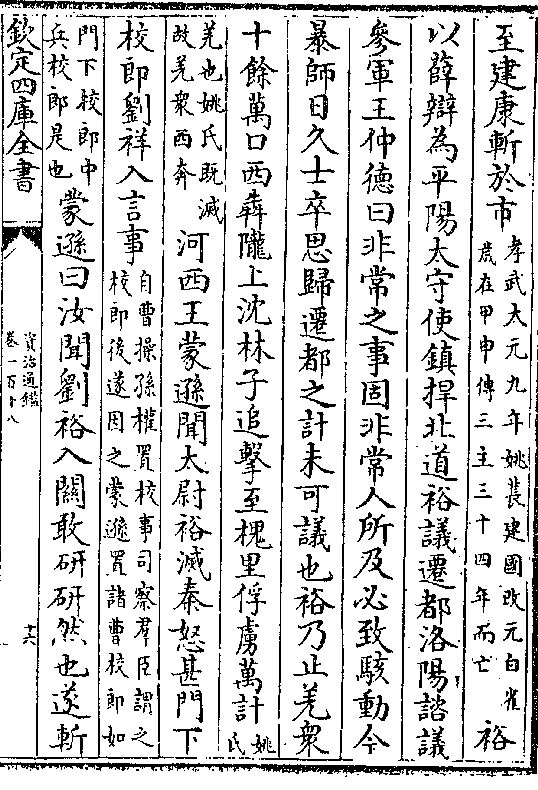 至建康斬於市孝武太元九年姚萇建國改元白雀歲在甲申傳三主三十四年而亡裕
以薛辯為平陽太守使鎮捍北道裕議遷都洛陽諮議
參軍王仲德曰非常之事固非常人所及必致駭動今
暴師日久士卒思歸遷都之計未可議也裕乃止羌衆
十餘萬口西奔隴上沈林子追擊至槐里俘虜萬計姚氏
羌也姚氏既滅故羌衆西奔河西王蒙遜聞太尉裕滅秦怒甚門下
校郎劉祥入言事自曹操孫權置校事司察羣臣謂之校郎後遂因之蒙遜置諸曹校郎如
門下校郎中兵校郎是也蒙遜曰汝聞劉裕入關敢研研然也遂斬
欽定四庫全書
資治通鑑
卷一百十八
十六